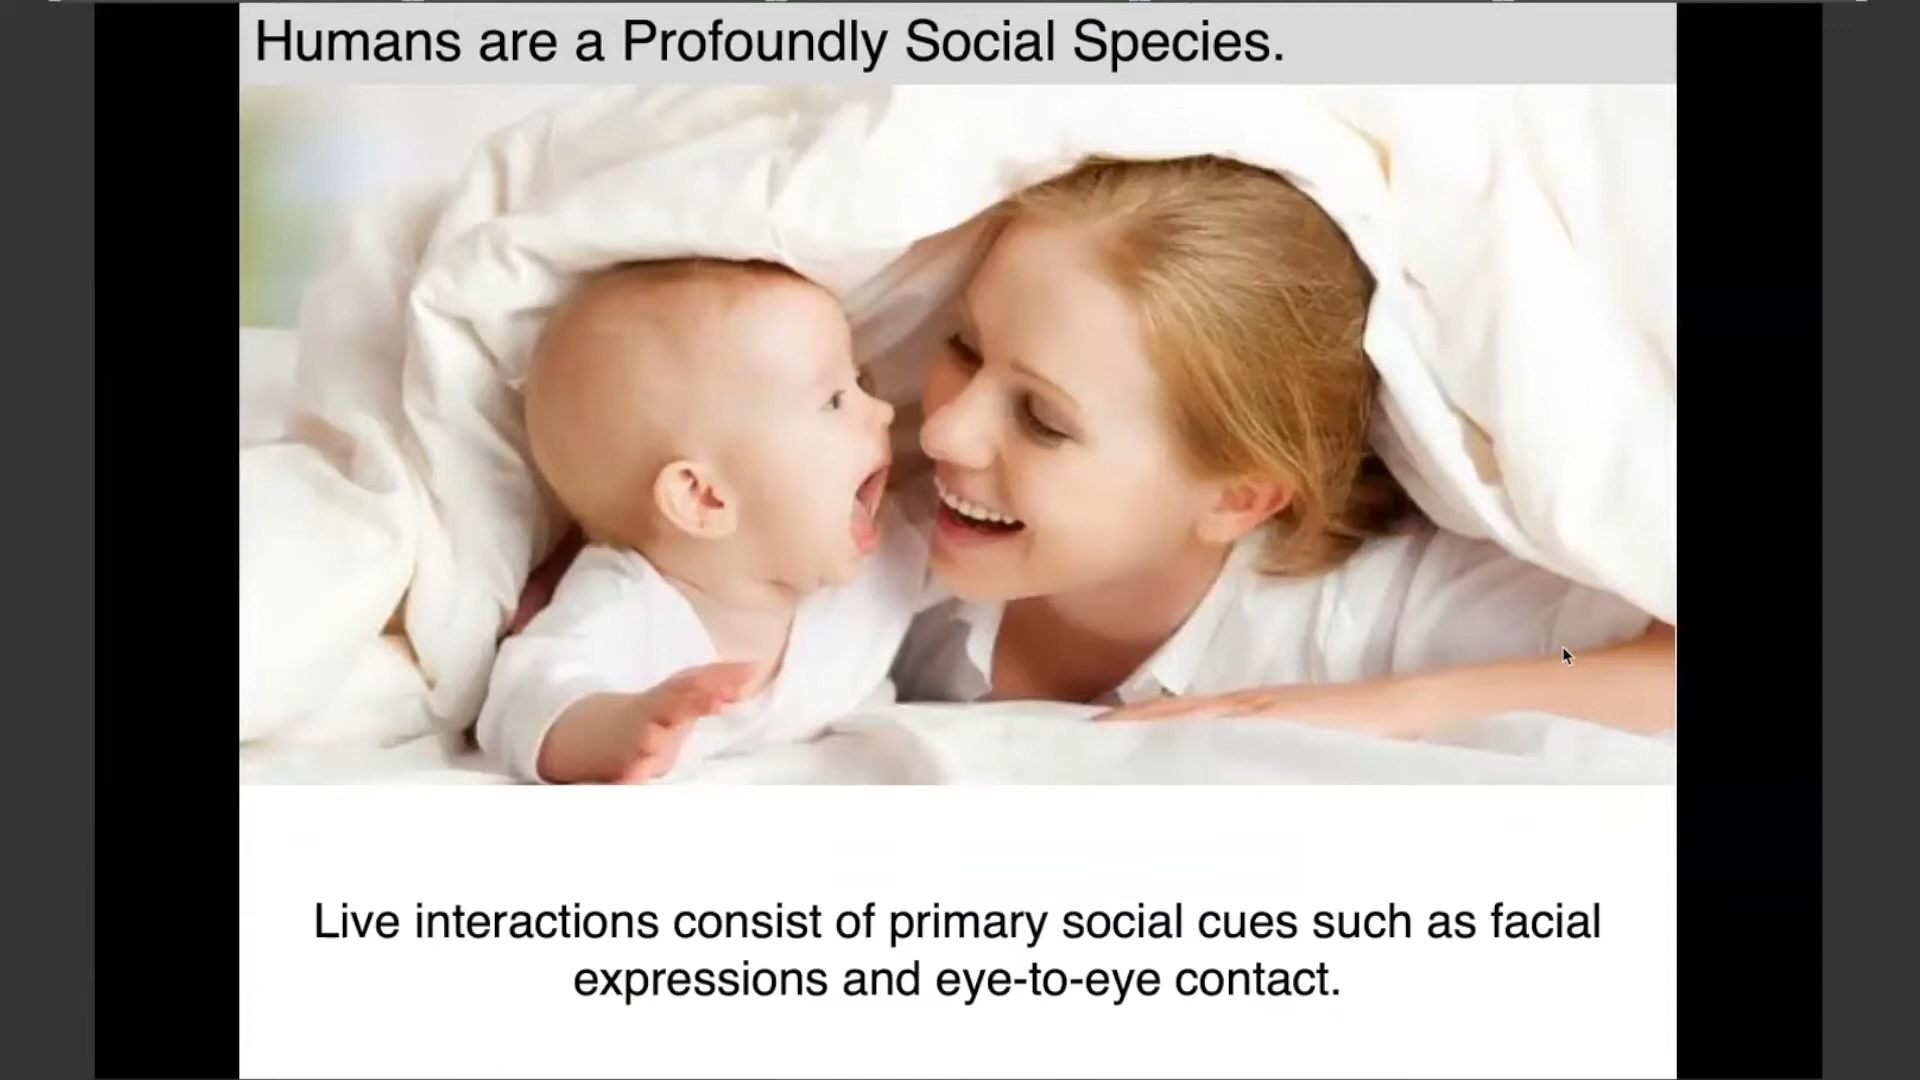 Humans are a Profoundly Social Species.
Live interactions consist of primary social cues such as facial
expressions and eye-to-eye contact.